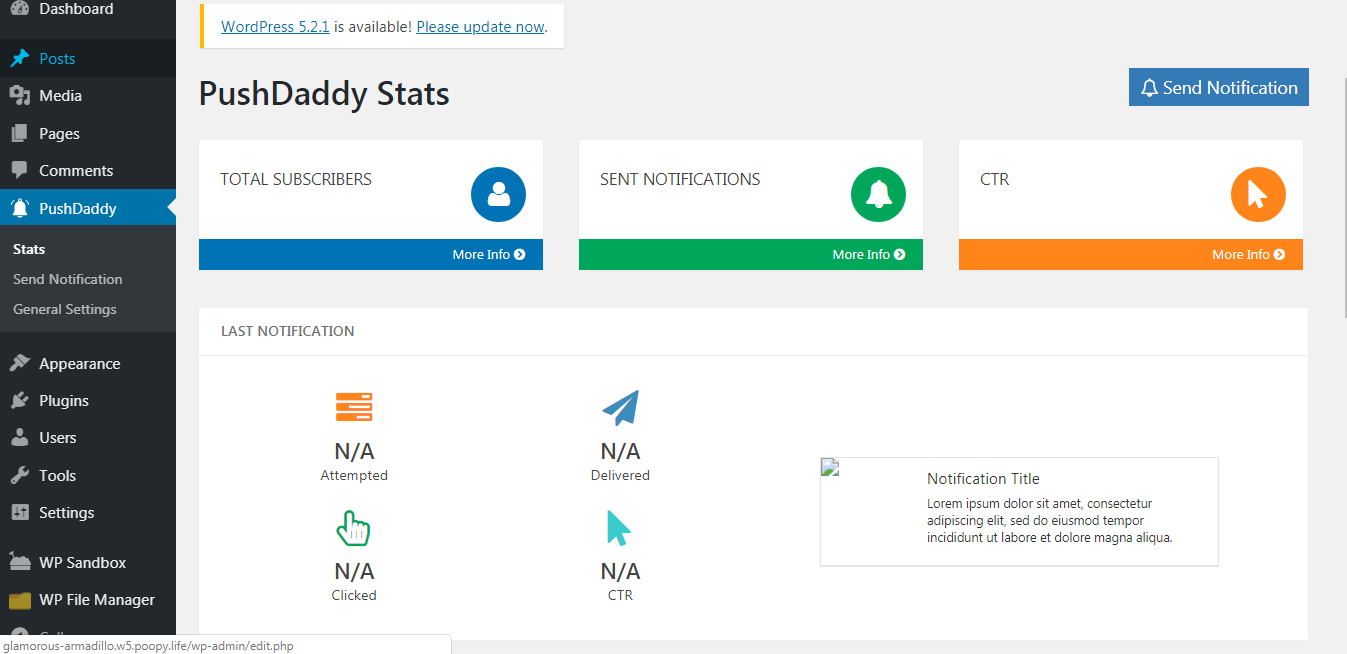 Dashboard
Posts
Media
Pages
Comments
PushDaddy
Stats
Send Notification
General Settings
Appearance
Plugins
Users
Tools
Settings
WP Sandbox
WP File Manager
WordPress 5.2.1 is available! Please update now.
PushDaddy Stats
Send Notification
TOTAL SUBSCRIBERS
More Info
SENT NOTIFICATIONS
More Info
CTR
More Info
LAST NOTIFICATION
N/A
Attempted
N/A
Delivered
N/A
Clicked
N/A
CTR
Notification Title
Lorem ipsum dolor sit amet, consectetur
adipiscing elit, sed do eiusmod tempor
incididunt ut labore et dolore magna aliqua.
glamorous-armadillo.w5.poopy.life/wp-admin/edit.php